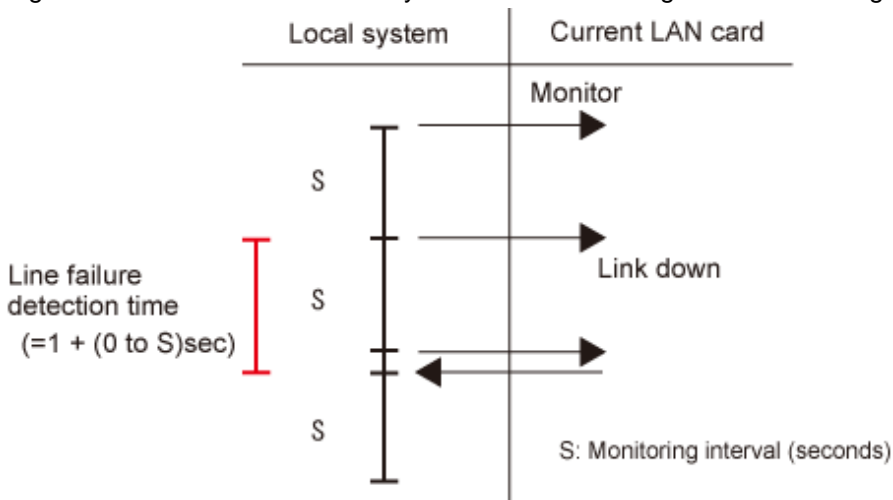 Local system
Current LAN card
Monitor
S
Link down
Line failure
detection time
(=1 + (0 to S)sec)
S
S
S: Monitoring interval (seconds)